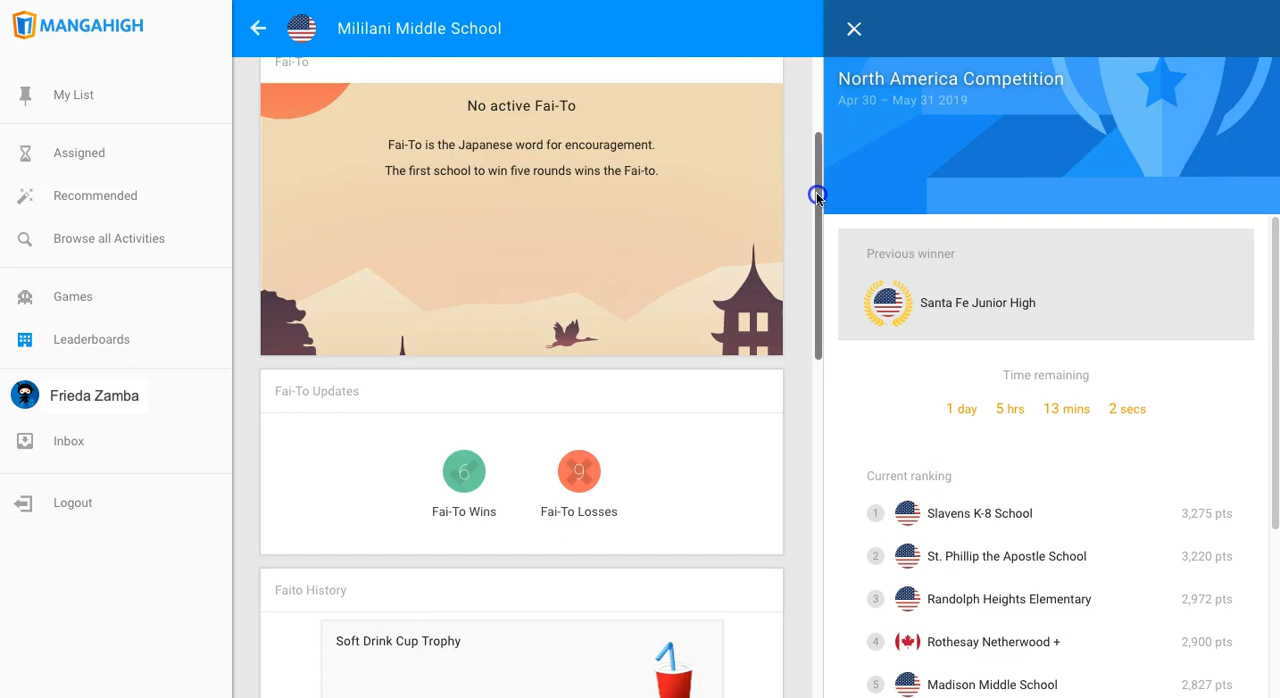 MANGAHIGH
My List
Assigned
Recommended
Browse all Activities
Games
Leaderboards
Frieda Zamba
Inbox
Logout
Mililani Middle School
Fai-To
No active Fai-To
Fai-To is the Japanese word for encouragement.
The first school to win five rounds wins the Fai-to.
Fai-To Updates
6
9
Fai-To Wins
Fai-To Losses
Faito History
Soft Drink Cup Trophy
North America Competition
Apr 30 – May 31 2019
Previous winner
Santa Fe Junior High
Time remaining
1 day 5 hrs 13 mins 2 secs
Current ranking
1 Slavens K-8 School 3,275 pts
2 St. Phillip the Apostle School 3,220 pts
3 Randolph Heights Elementary 2,972 pts
4 Rothesay Netherwood + 2,900 pts
5 Madison Middle School 2,827 pts